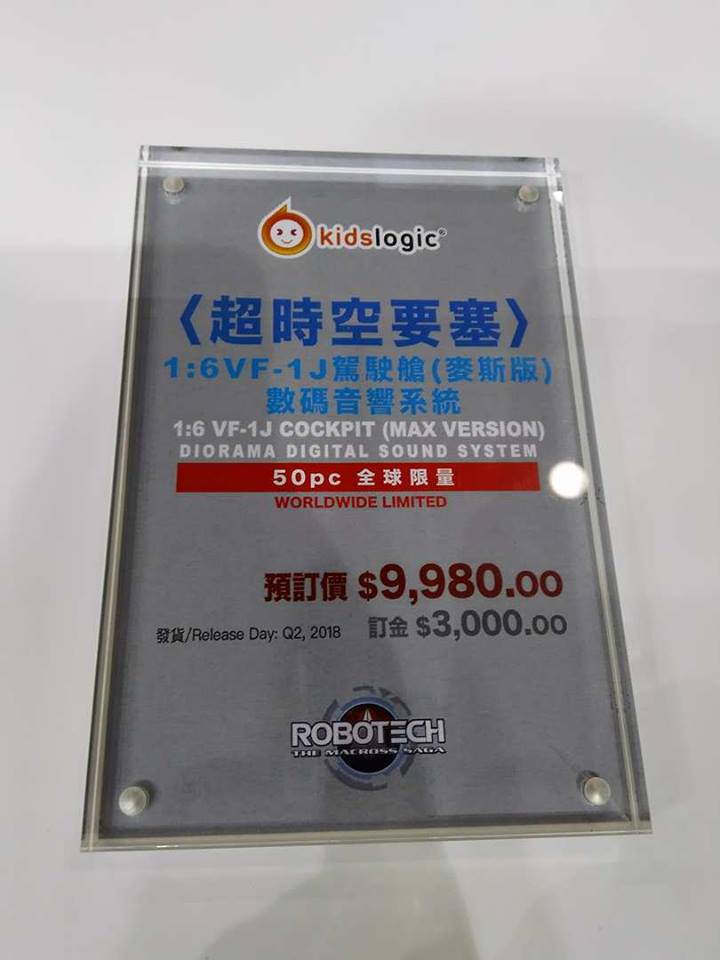 kidslogic®
〈超時空要塞〉
1:6VF-1J駕駛艙(麥斯版)
數碼音響系統
1:6 VF-1J COCKPIT (MAX VERSION)
DIORAMA DIGITAL SOUND SYSTEM
50pc 全球限量
WORLDWIDE LIMITED
預訂價 $9,980.00
發貨/Release Day: Q2, 2018 訂金 $3,000.00
ROBOTECH
THE MACROSS SAGA